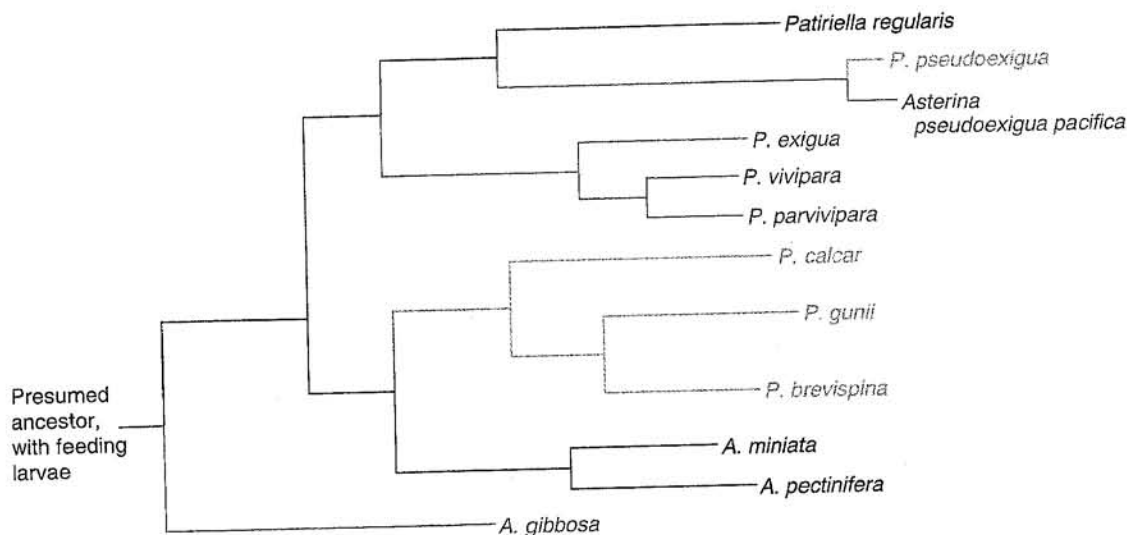 Patiriella regularis
P. pseudoexigua
Asterina
pseudoexigua pacifica
P. exigua
P. vivipara
P. parvivipara
P. calcar
P. gunii
P. brevispina
Presumed
ancestor,
with feeding
larvae
A. miniata
A. pectinifera
A. gibbosa